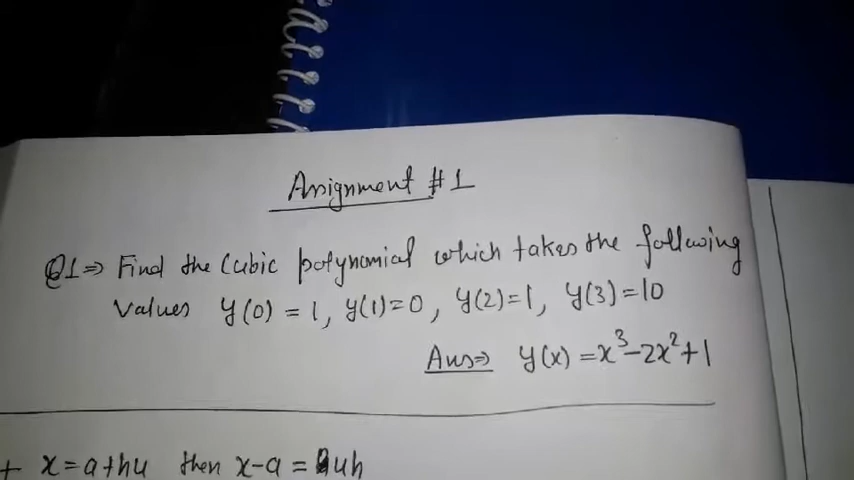 Assignment #1
Q1⇒ Find the Cubic polynomial which takes the following
Values y(0) = 1, y(1)=0, y(2)=1, y(3)=10
Ans⇒ y(x) = x³-2x²+1
+ x=a+hu then x-a = uh